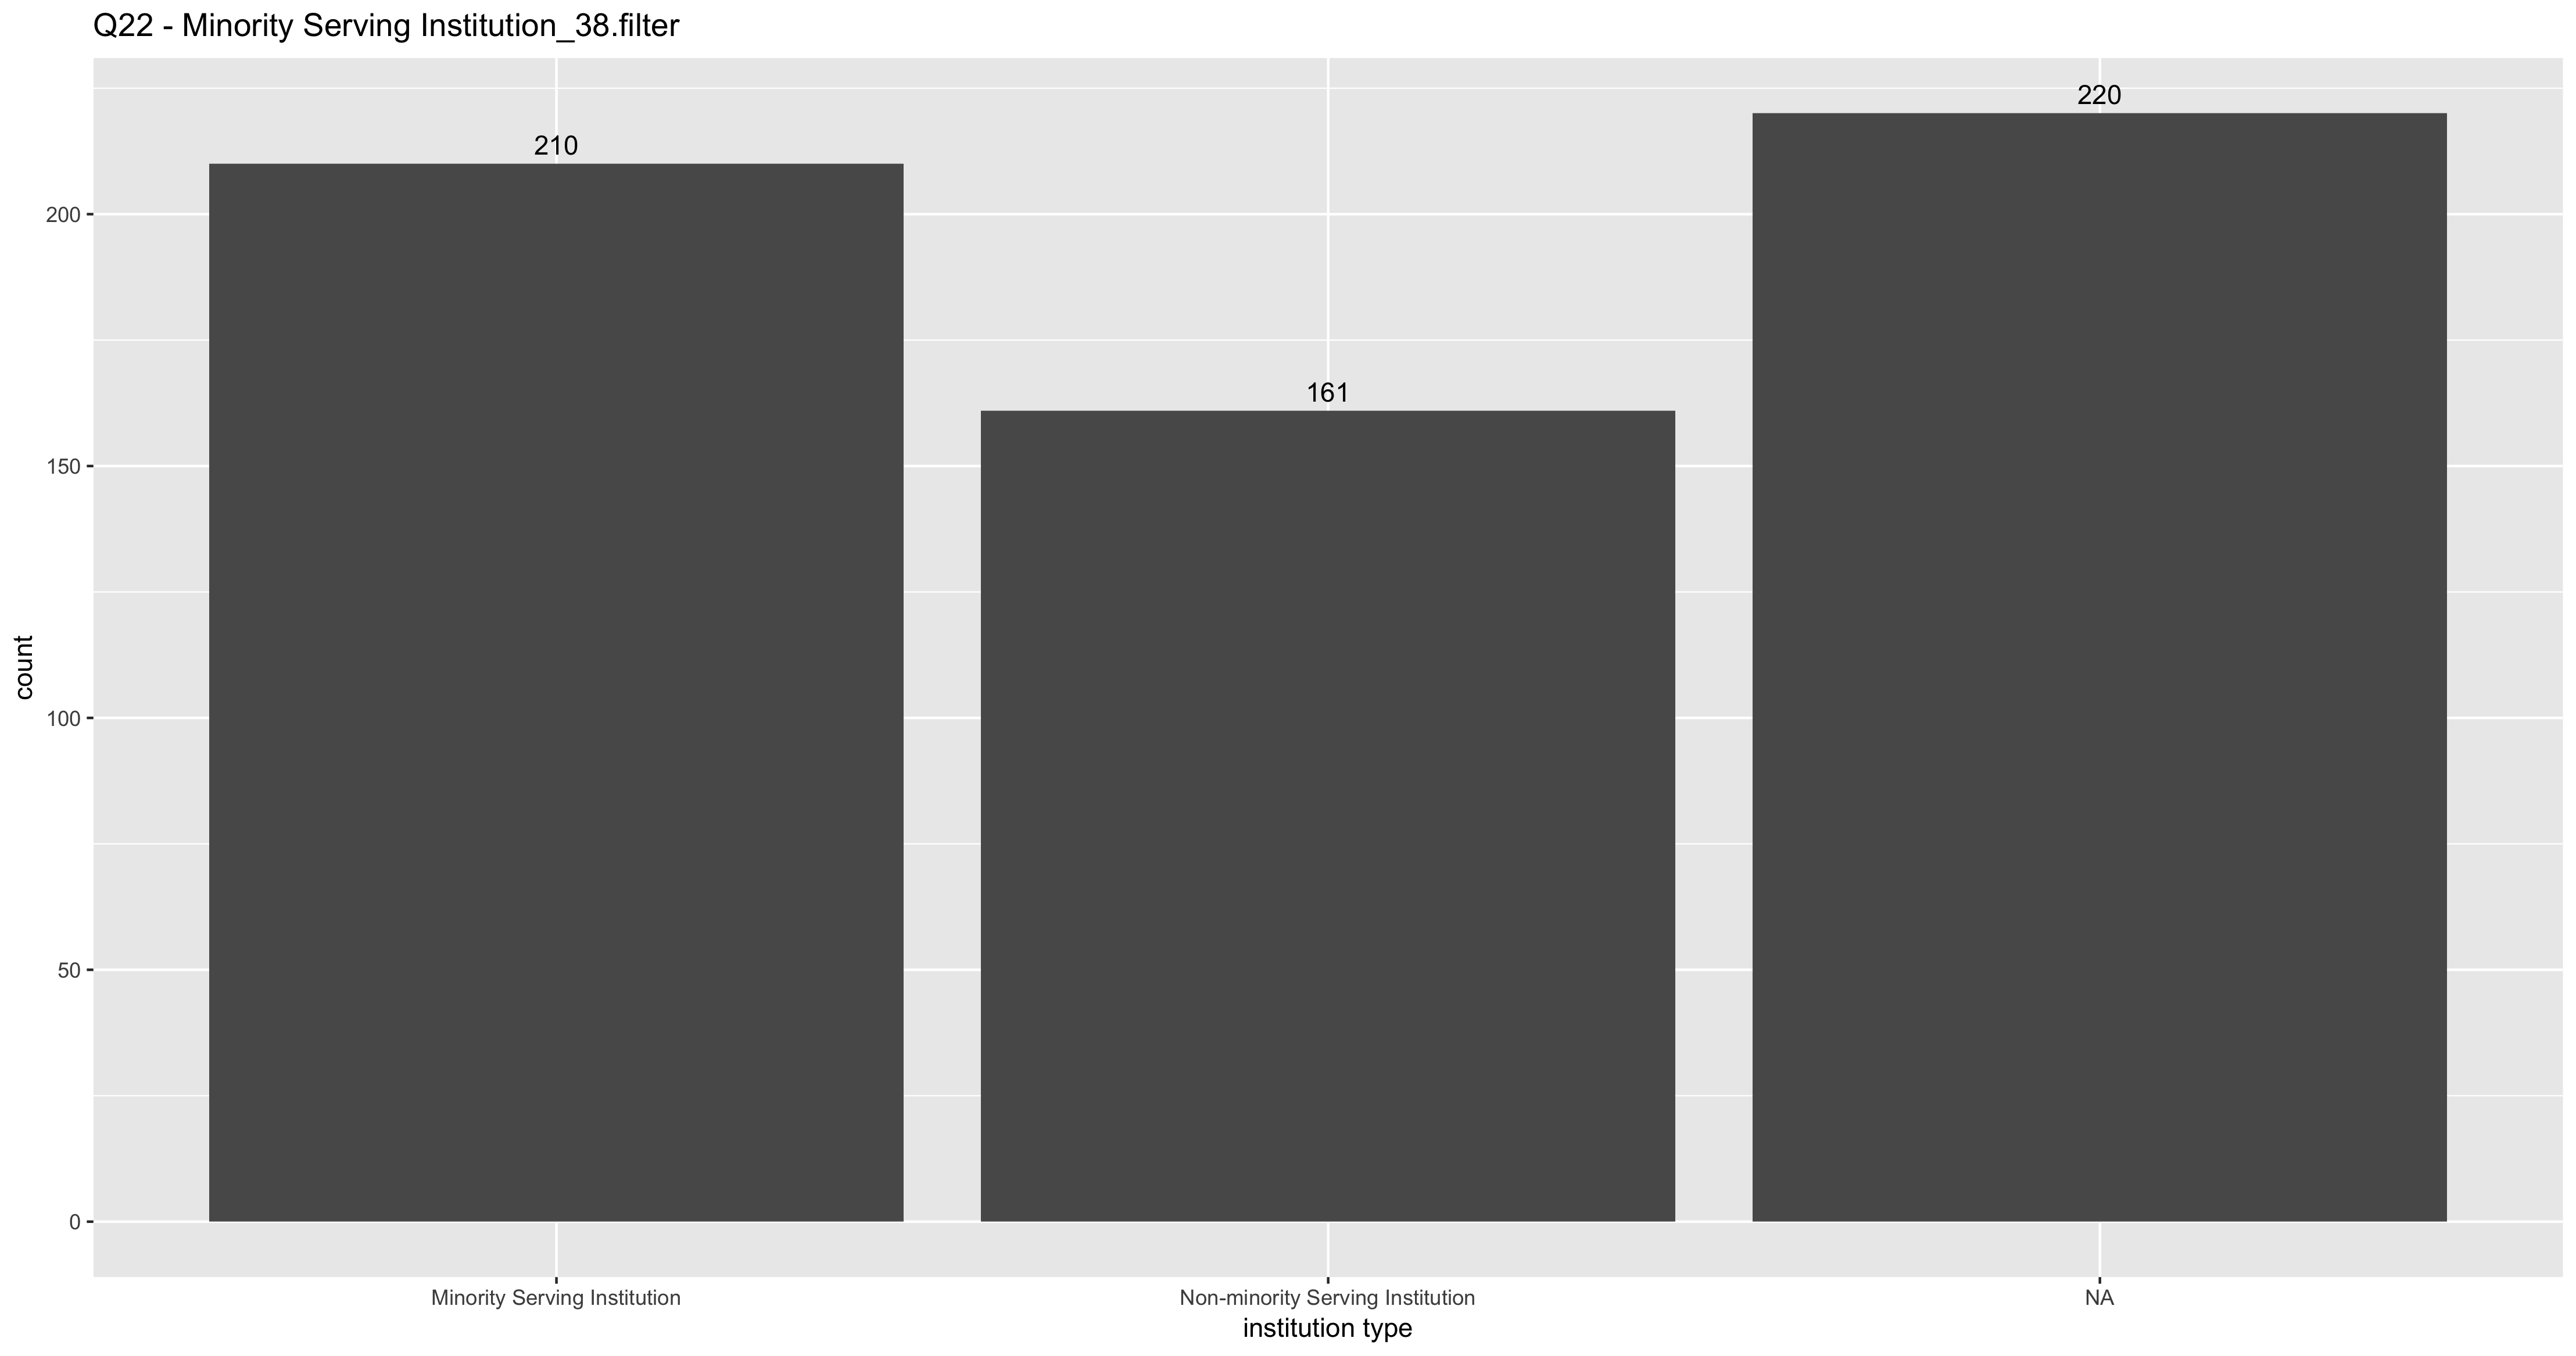 Q22 - Minority Serving Institution_38.filter
220
210
161
200
150
100
50
0
count
Minority Serving Institution
Non-minority Serving Institution
NA
institution type